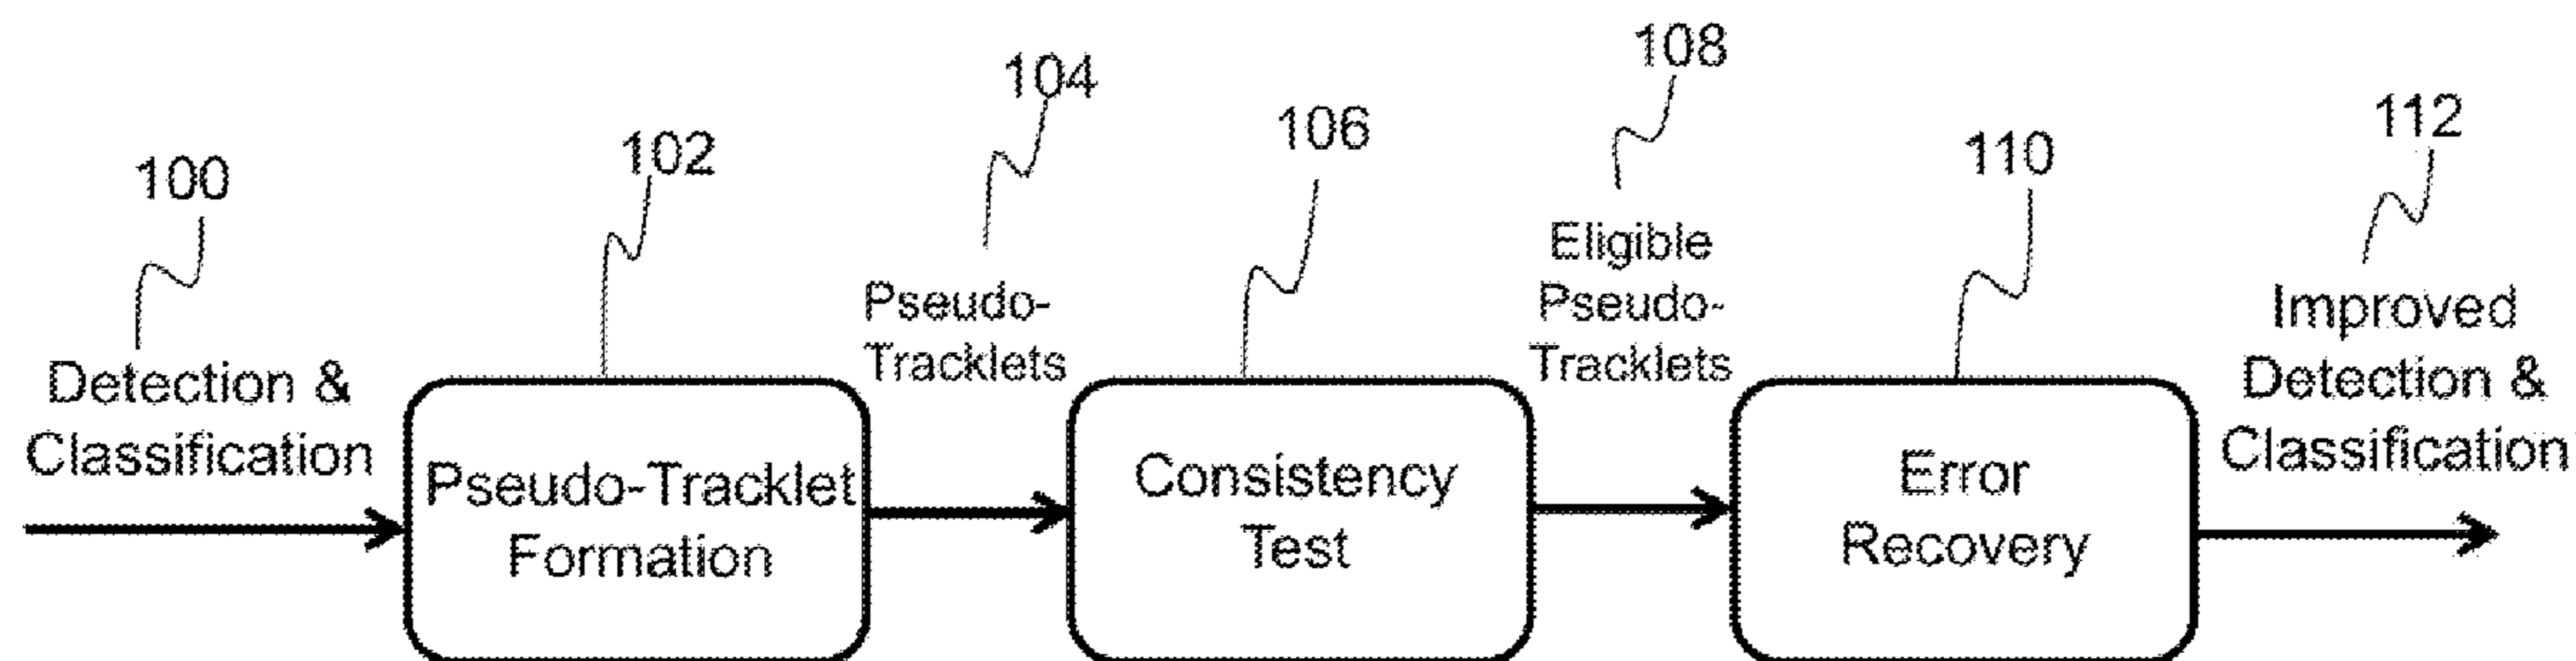 100
Detection &
Classification
102
Pseudo-Tracklet
Formation
104
Pseudo-
Tracklets
106
Consistency
Test
108
Eligible
Pseudo-
Tracklets
110
Error
Recovery
112
Improved
Detection &
Classification